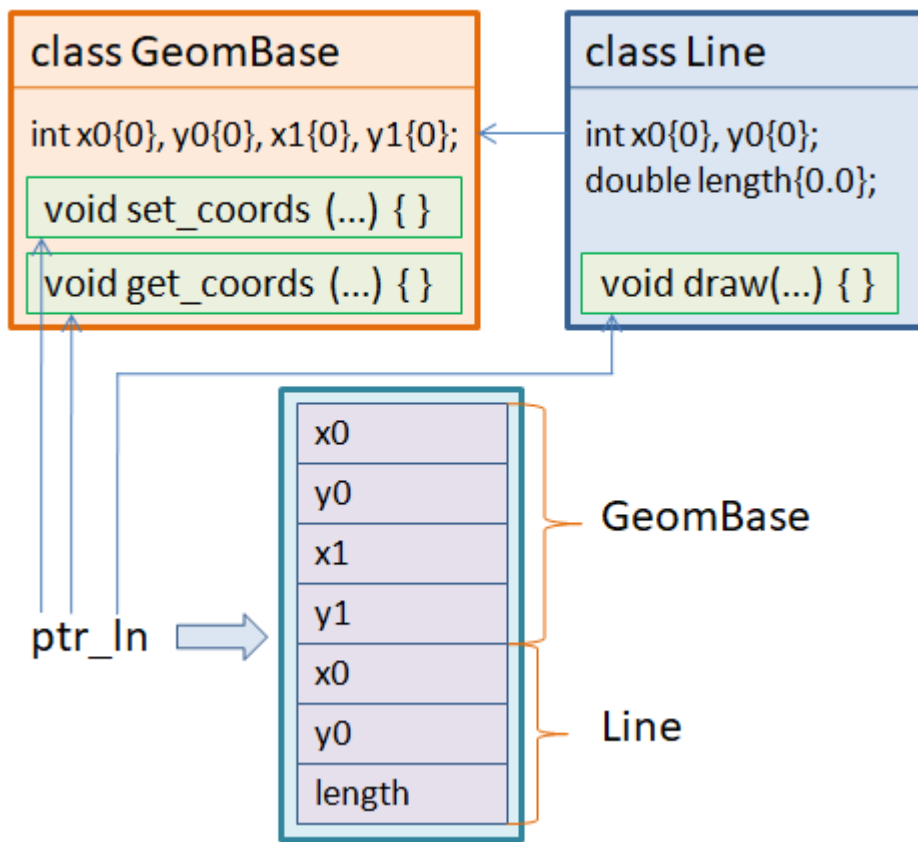 class GeomBase
int x0{0}, y0{0}, x1{0}, y1{0};
void set_coords (...) { }
void get_coords (...) { }
class Line
int x0{0}, y0{0};
double length{0.0};
void draw(...) { }
ptr_ln
x0
y0
x1
y1
x0
y0
length
GeomBase
Line